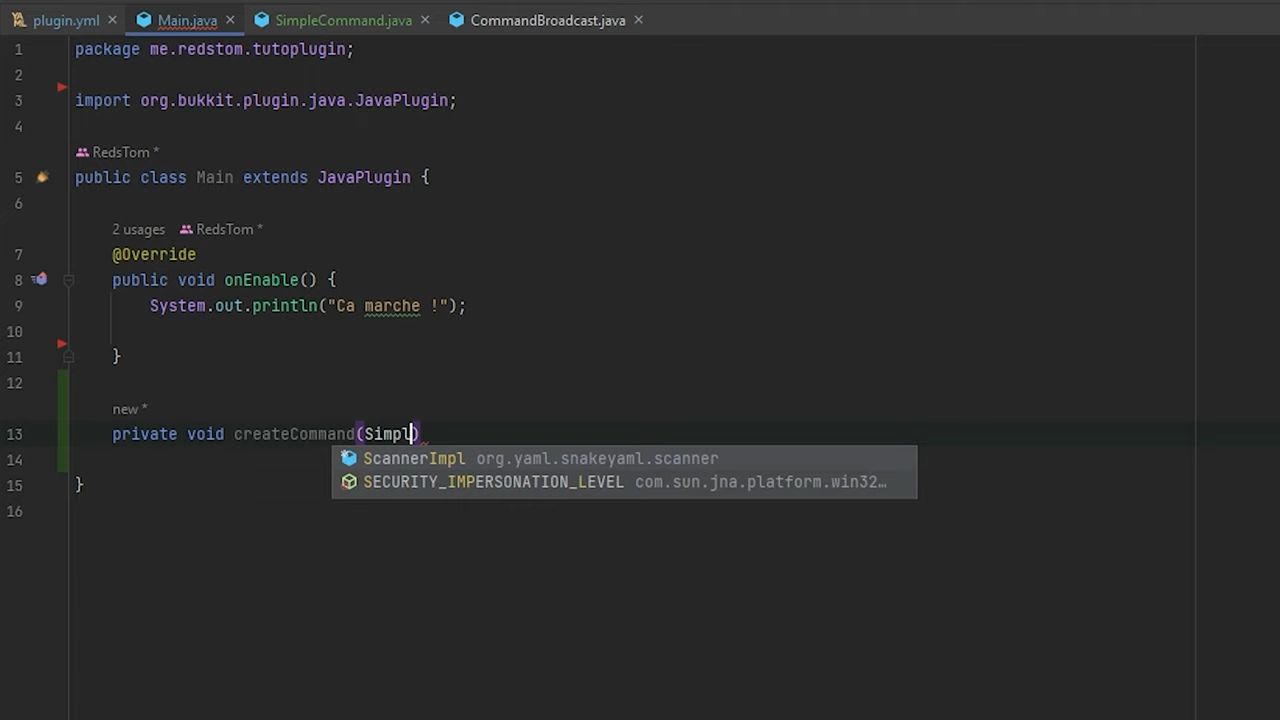 plugin.yml Main.java SimpleCommand.java CommandBroadcast.java
1 package me.redstom.tutoplugin;
2
3 import org.bukkit.plugin.java.JavaPlugin;
4
RedsTom *
5 public class Main extends JavaPlugin {
6
2 usages RedsTom *
7 @Override
8 public void onEnable() {
9 System.out.println("Ca marche !");
10
11 }
12
new *
13 private void createCommand(Simpl)
ScannerImpl org.yaml.snakeyaml.scanner
14
SECURITY_IMPERSONATION_LEVEL com.sun.jna.platform.win32…
15 }
16